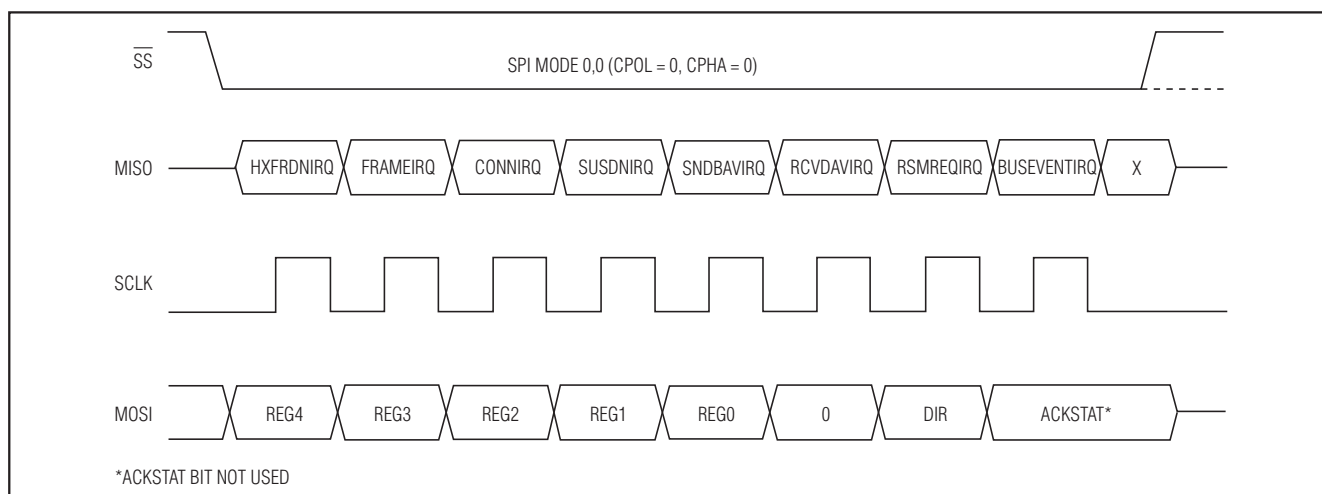 SS
SPI MODE 0,0 (CPOL = 0, CPHA = 0)
MISO HXFRDNIRQ FRAMEIRQ CONNIRQ SUSDNIRQ SNDBAVIRQ RCVDAVIRQ RSMREQIRQ BUSEVENTIRQ X
SCLK
MOSI REG4 REG3 REG2 REG1 REG0 0 DIR ACKSTAT*
*ACKSTAT BIT NOT USED